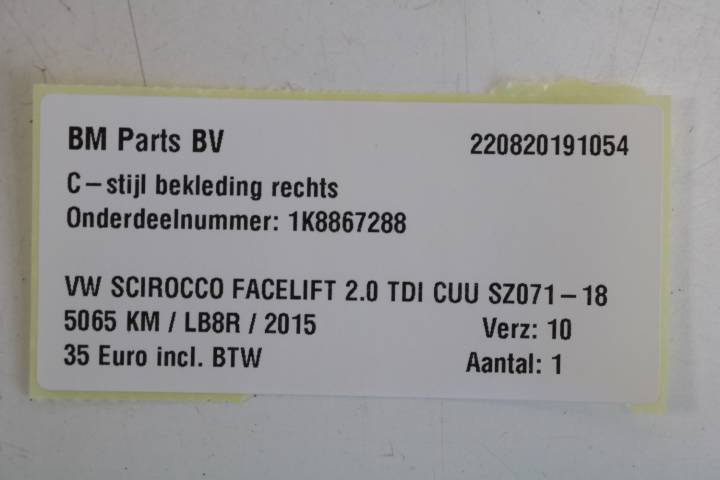 BM Parts BV 220820191054
C-stijl bekleding rechts
Onderdeelnummer: 1K8867288
VW SCIROCCO FACELIFT 2.0 TDI CUU SZ071-18
5065 KM / LB8R / 2015 Verz: 10
35 Euro incl. BTW Aantal: 1